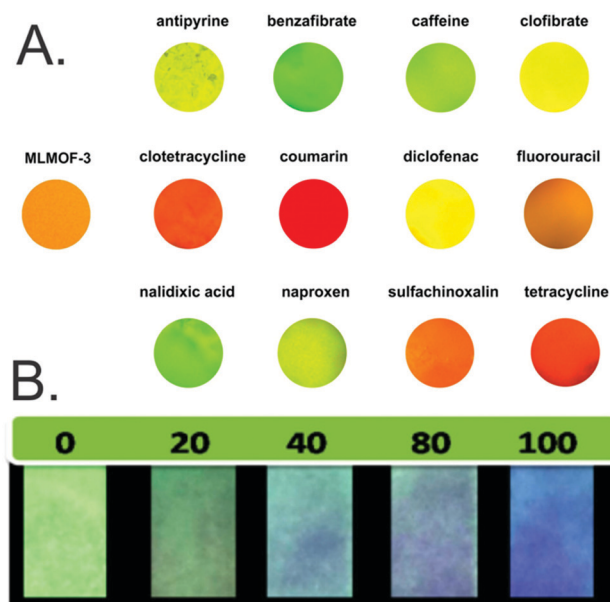 A.
antipyrine benzafibrate caffeine clofibrate
MLMOF-3 clotetracycline coumarin diclofenac fluorouracil
nalidixic acid naproxen sulfachinoxalin tetracycline
B.
0 20 40 80 100